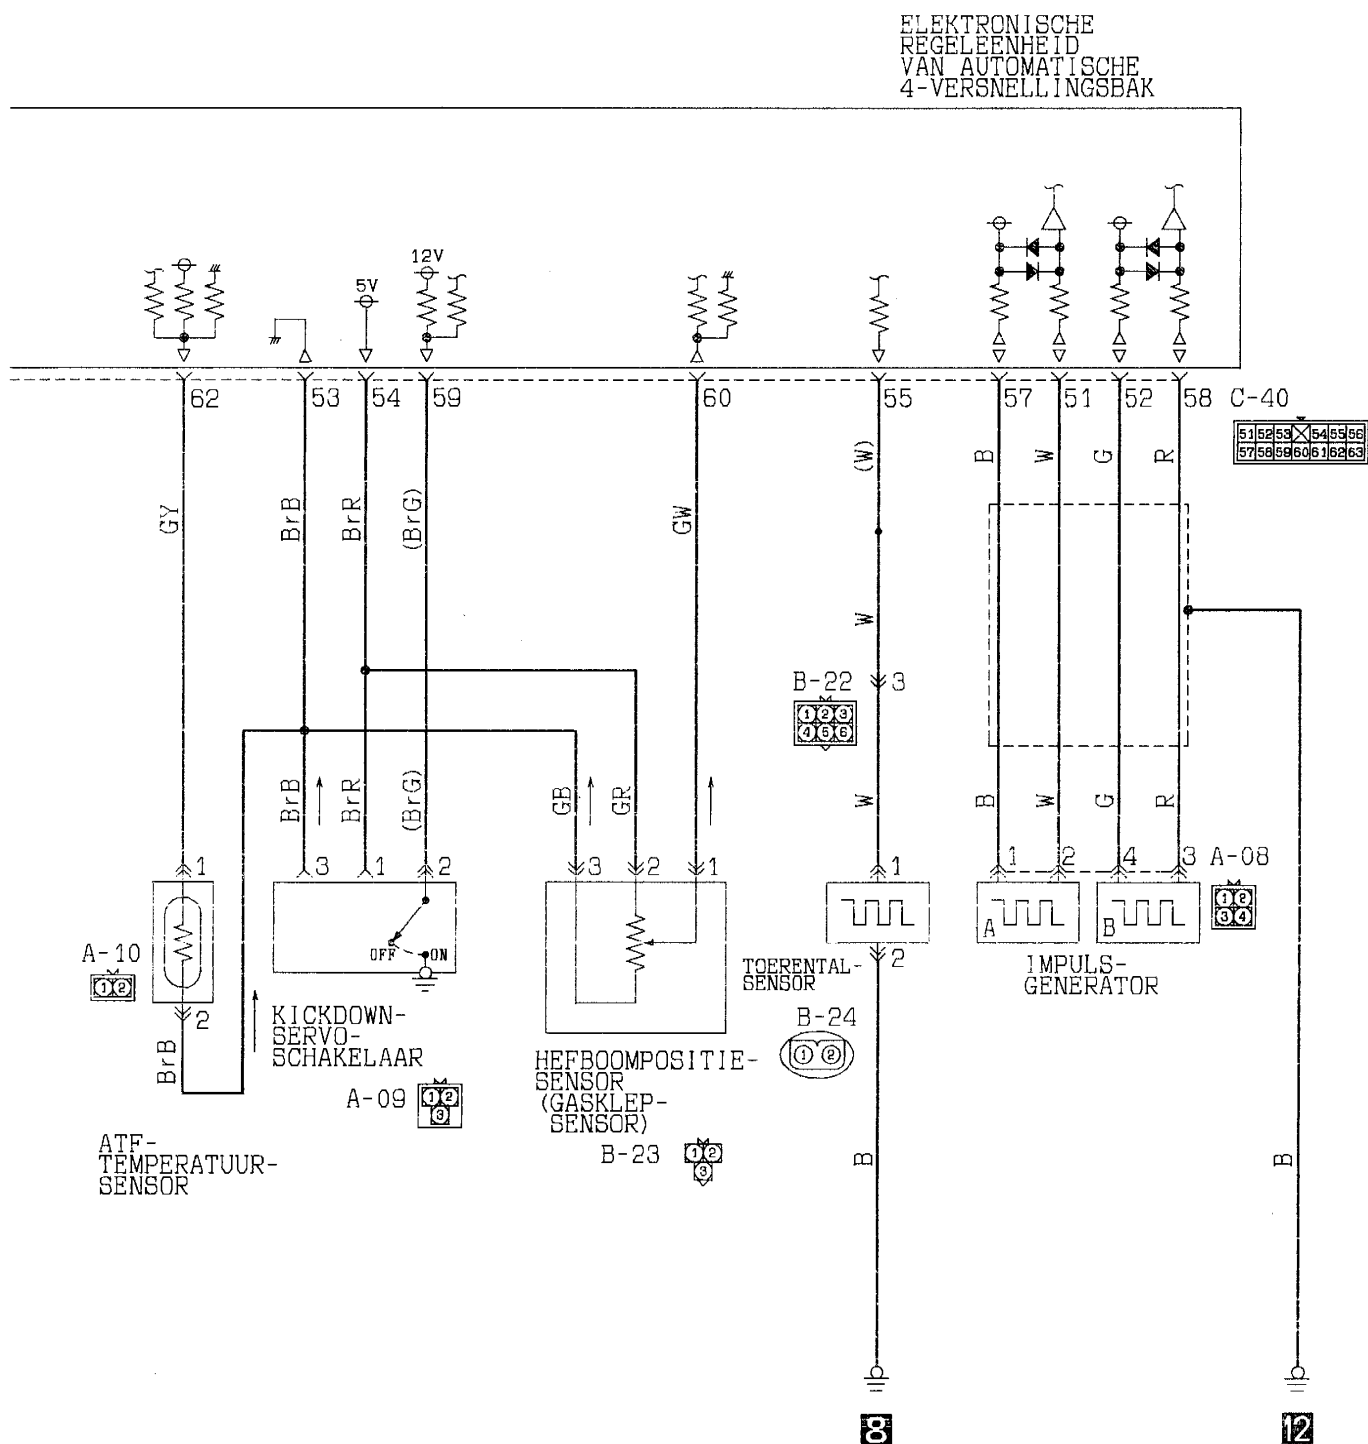 ELEKTRONISCHE
REGELEENHEID
VAN AUTOMATISCHE
4-VERSNELLINGSBAK
12V
5V
62
53
54
59
60
55
57
51
52
58
C-40
51 52 53 54 55 56
57 58 59 60 61 62 63
GY
BrB
BrR
(BrG)
GW
(W)
B
W
G
R
W
B-22
3
1 2 3
4 5 6
BrB
BrR
(BrG)
GB
GR
W
B
W
G
R
1
3
1
2
3
2
1
1
1
2
4
3
A-08
1 2
3 4
A
B
OFF
ON
A-10
1 2
2
BrB
KICKDOWN-
SERVO-
SCHAKELAAR
A-09
1 2
3
HEFBOOMPOSITIE-
SENSOR
(GASKLEP-
SENSOR)
B-23
1 2
3
TOERENTAL-
SENSOR
2
B-24
1 2
IMPULS-
GENERATOR
ATF-
TEMPERATUUR-
SENSOR
B
B
8
12